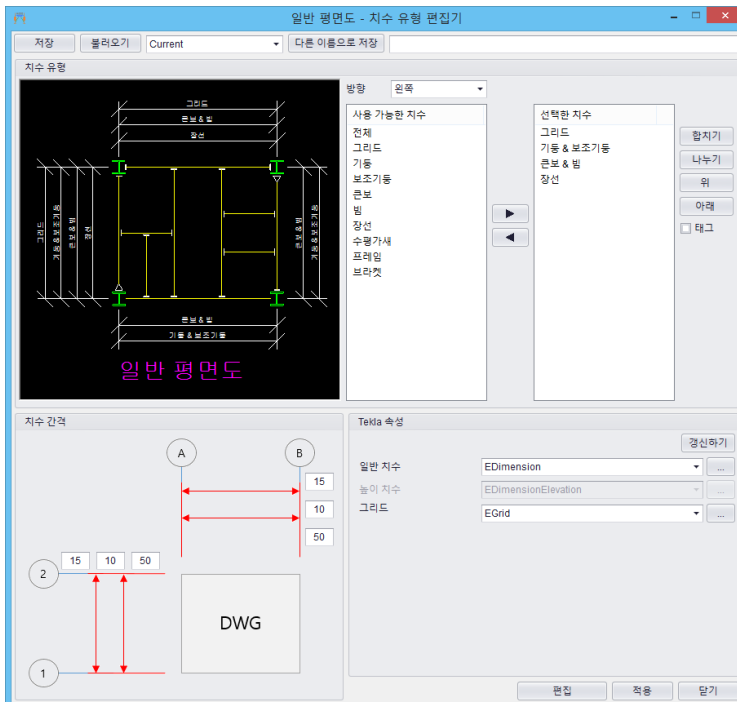 일반 평면도 - 치수 유형 편집기
저장 불러오기 Current 다른 이름으로 저장
치수 유형
그리드
큰보 & 빔
장선
그리드
기둥 & 보조기둥
큰보 & 빔
장선
큰보 & 빔
기둥 & 보조기둥
큰보 & 빔
기둥 & 보조기둥
일반 평면도
방향 왼쪽
사용 가능한 치수
전체
그리드
기둥
보조기둥
큰보
빔
장선
수평가새
프레임
브라켓
선택한 치수
그리드
기둥 & 보조기둥
큰보 & 빔
장선
합치기
나누기
위
아래
태그
치수 간격
A B
15
10
50
15 10 50
2
DWG
1
Tekla 속성
갱신하기
일반 치수 EDimension ...
높이 치수 EDimensionElevation ...
그리드 EGrid ...
편집 적용 닫기